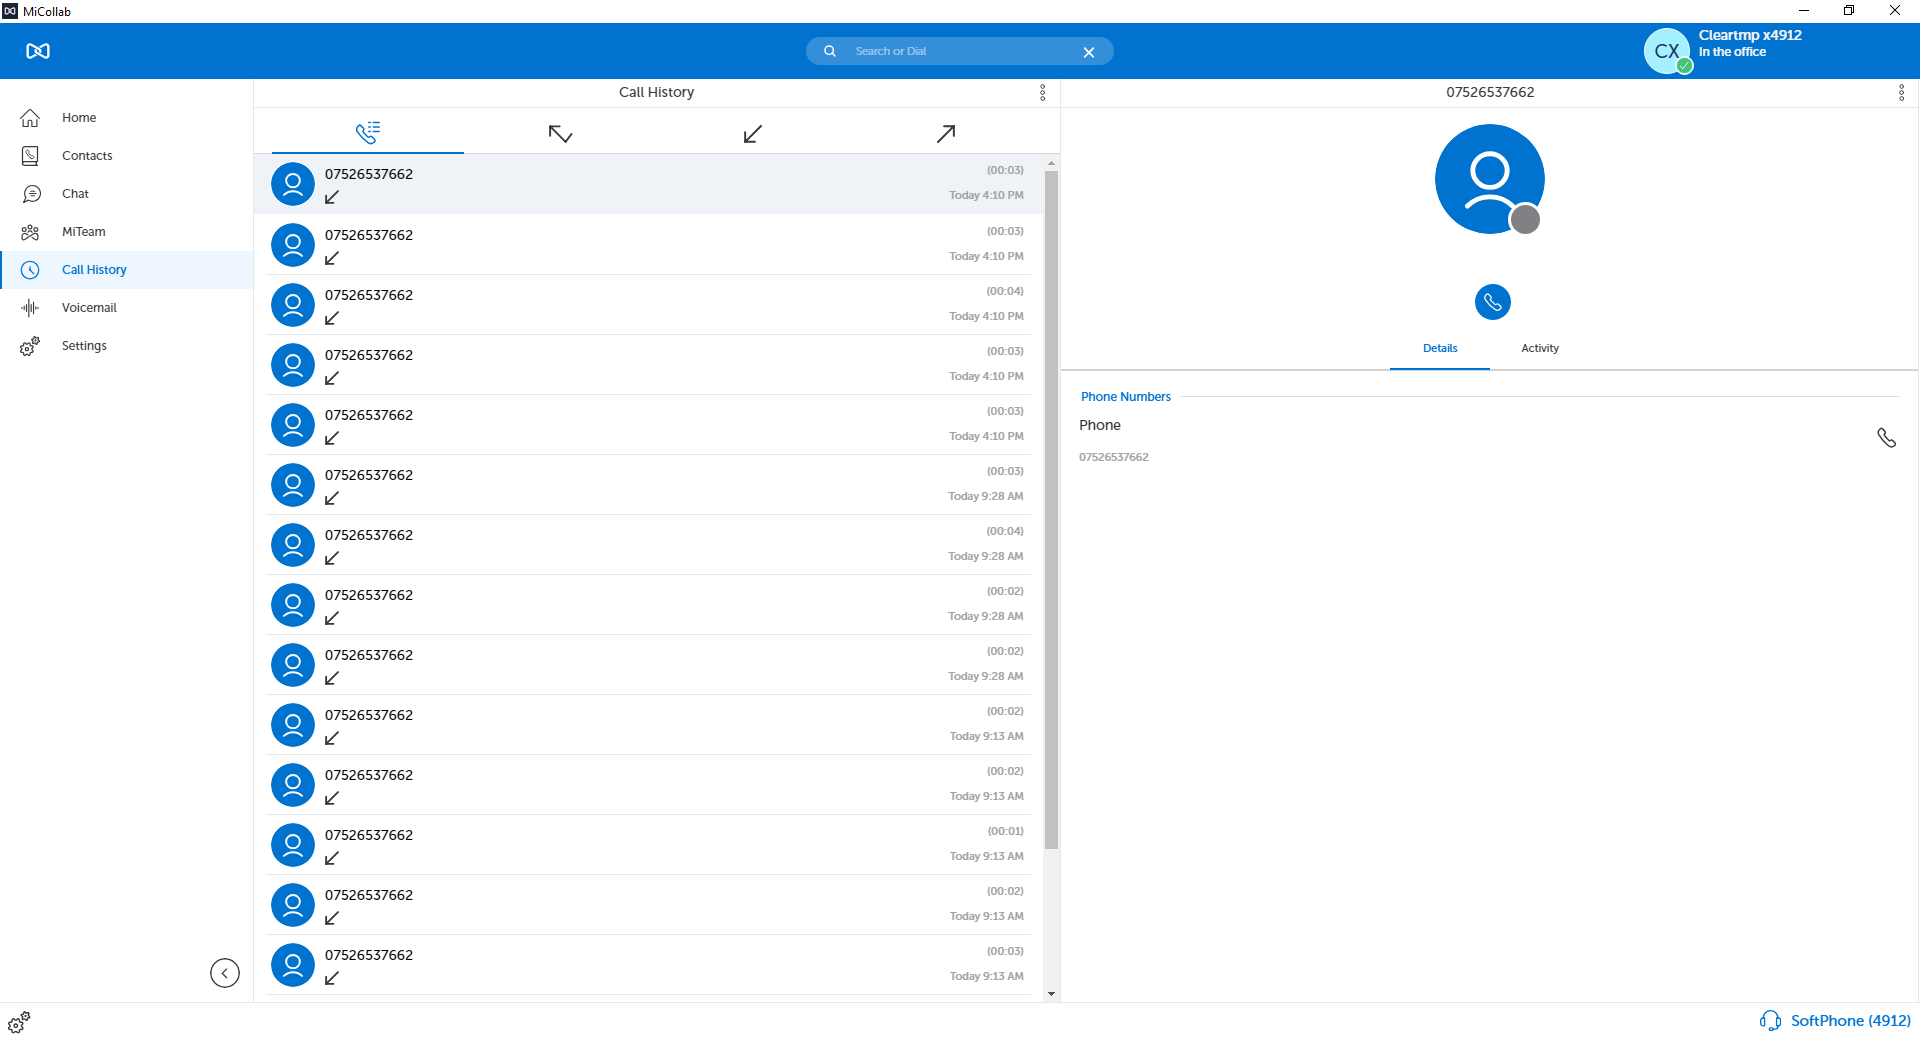 MiCollab
Search or Dial
CX
Cleartmp x4912
In the office
Home
Contacts
Chat
MiTeam
Call History
Voicemail
Settings
Call History
07526537662
(00:03)
Today 4:10 PM
07526537662
(00:03)
Today 4:10 PM
07526537662
(00:04)
Today 4:10 PM
07526537662
(00:03)
Today 4:10 PM
07526537662
(00:03)
Today 4:10 PM
07526537662
(00:03)
Today 9:28 AM
07526537662
(00:04)
Today 9:28 AM
07526537662
(00:02)
Today 9:28 AM
07526537662
(00:02)
Today 9:28 AM
07526537662
(00:02)
Today 9:13 AM
07526537662
(00:02)
Today 9:13 AM
07526537662
(00:01)
Today 9:13 AM
07526537662
(00:02)
Today 9:13 AM
07526537662
(00:03)
Today 9:13 AM
07526537662
Details
Activity
Phone Numbers
Phone
07526537662
SoftPhone (4912)